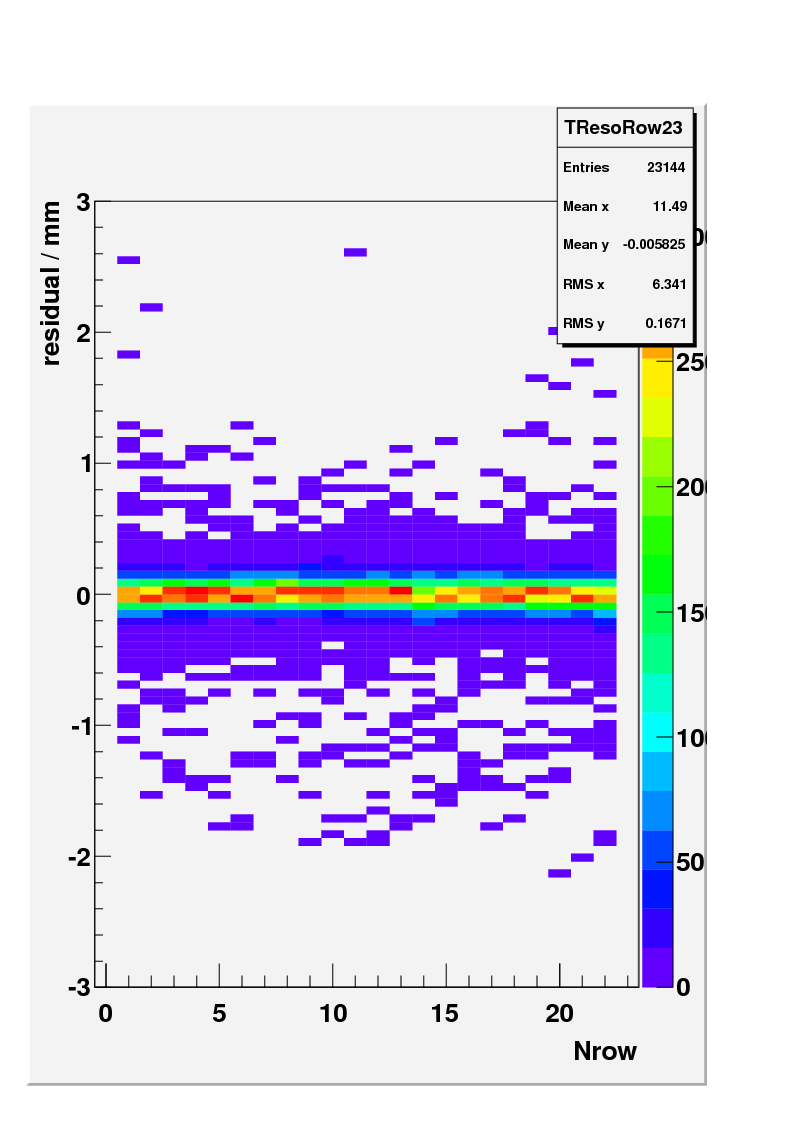 TResoRow23
Entries 23144
Mean x 11.49
Mean y -0.005825
RMS x 6.341
RMS y 0.1671
residual / mm
3
2
1
0
-1
-2
-3
0 5 10 15 20
Nrow
250
200
150
100
50
0